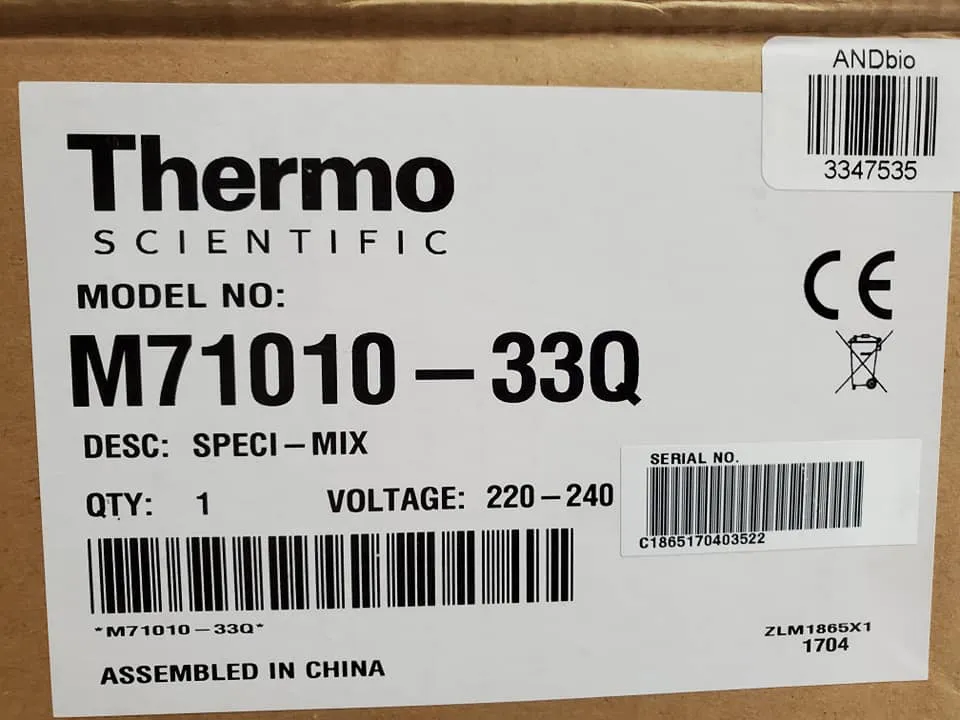 ANDbio
3347535
Thermo
SCIENTIFIC
MODEL NO:
M71010-33Q
DESC: SPECI-MIX
QTY: 1 VOLTAGE: 220-240
SERIAL NO.
C1865170403522
*M71010-33Q*
ZLM1865X1
1704
ASSEMBLED IN CHINA
CE